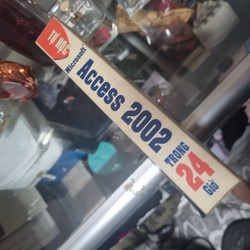 TỰ HỌC
Microsoft
Access 2002
TRONG
24
Giờ